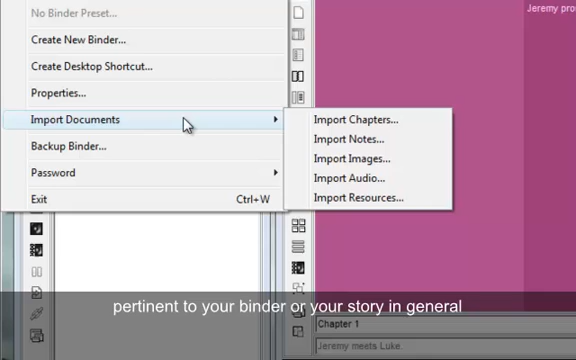 No Binder Preset...
Jeremy pro
Create New Binder...
Create Desktop Shortcut...
Properties...
Import Documents
Import Chapters...
Import Notes...
Backup Binder...
Import Images...
Password
Import Audio...
Exit Ctrl+W
Import Resources...
pertinent to your binder or your story in general
Chapter 1
Jeremy meets Luke.